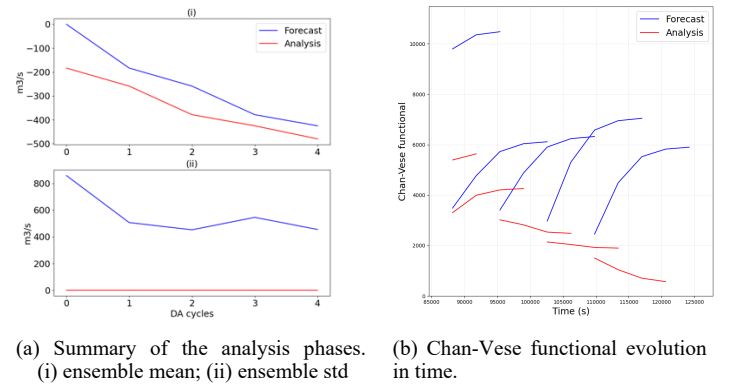 (i)
0
−100
−200
−300
−400
−500
m3/s
Forecast
Analysis
0 1 2 3 4
(ii)
800
600
400
200
0
m3/s
0 1 2 3 4
DA cycles
(a) Summary of the analysis phases.
(i) ensemble mean; (ii) ensemble std
10000
8000
6000
4000
2000
0
Chan-Vese functional
Forecast
Analysis
85000 90000 95000 100000 105000 110000 115000 120000 125000
Time (s)
(b) Chan-Vese functional evolution
in time.